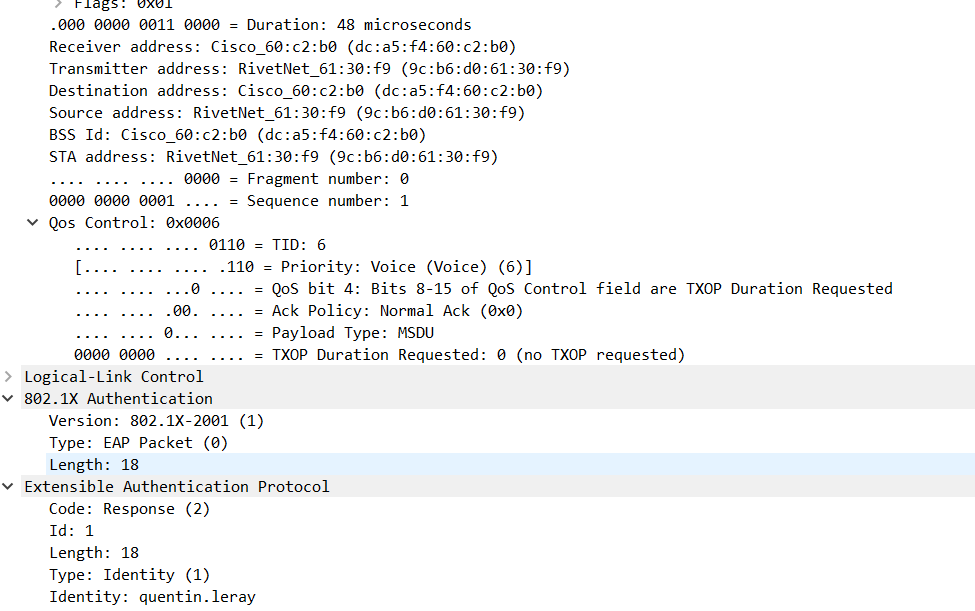 Flags: 0x01
.000 0000 0011 0000 = Duration: 48 microseconds
Receiver address: Cisco_60:c2:b0 (dc:a5:f4:60:c2:b0)
Transmitter address: RivetNet_61:30:f9 (9c:b6:d0:61:30:f9)
Destination address: Cisco_60:c2:b0 (dc:a5:f4:60:c2:b0)
Source address: RivetNet_61:30:f9 (9c:b6:d0:61:30:f9)
BSS Id: Cisco_60:c2:b0 (dc:a5:f4:60:c2:b0)
STA address: RivetNet_61:30:f9 (9c:b6:d0:61:30:f9)
.... .... .... 0000 = Fragment number: 0
0000 0000 0001 .... = Sequence number: 1
Qos Control: 0x0006
.... .... .... 0110 = TID: 6
[.... .... .... .110 = Priority: Voice (Voice) (6)]
.... .... ...0 .... = QoS bit 4: Bits 8-15 of QoS Control field are TXOP Duration Requested
.... .... .00. .... = Ack Policy: Normal Ack (0x0)
.... .... 0... .... = Payload Type: MSDU
0000 0000 .... .... = TXOP Duration Requested: 0 (no TXOP requested)
Logical-Link Control
802.1X Authentication
Version: 802.1X-2001 (1)
Type: EAP Packet (0)
Length: 18
Extensible Authentication Protocol
Code: Response (2)
Id: 1
Length: 18
Type: Identity (1)
Identity: quentin.leray